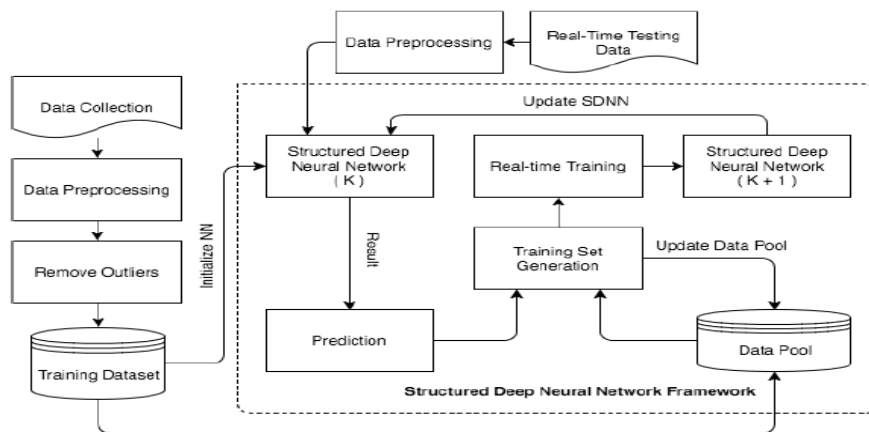 Data Preprocessing
Real-Time Testing
Data
Data Collection
Update SDNN
Structured Deep
Neural Network
( K )
Real-time Training
Structured Deep
Neural Network
( K + 1 )
Data Preprocessing
Initialize NN
Result
Training Set
Generation
Update Data Pool
Remove Outliers
Prediction
Data Pool
Training Dataset
Structured Deep Neural Network Framework